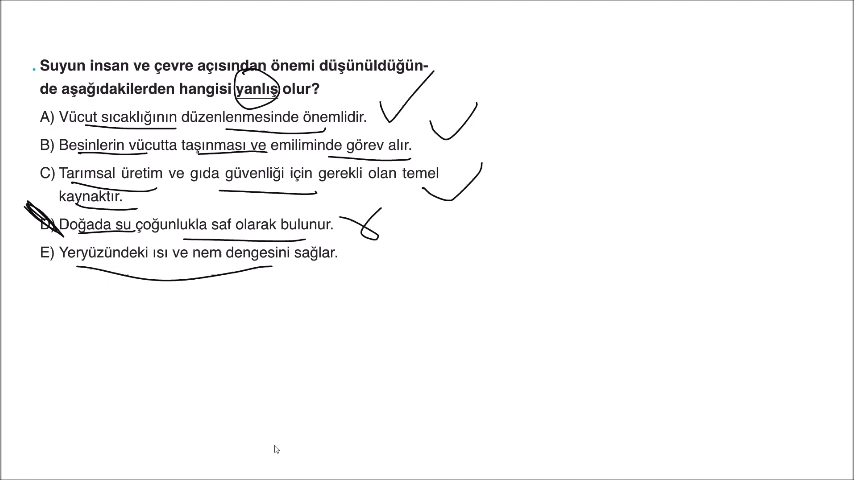 . Suyun insan ve çevre açısından önemi düşünüldüğün-
de aşağıdakilerden hangisi yanlış olur?
A) Vücut sıcaklığının düzenlenmesinde önemlidir.
B) Besinlerin vücutta taşınması ve emiliminde görev alır.
C) Tarımsal üretim ve gıda güvenliği için gerekli olan temel
kaynaktır.
D) Doğada su çoğunlukla saf olarak bulunur.
E) Yeryüzündeki ısı ve nem dengesini sağlar.